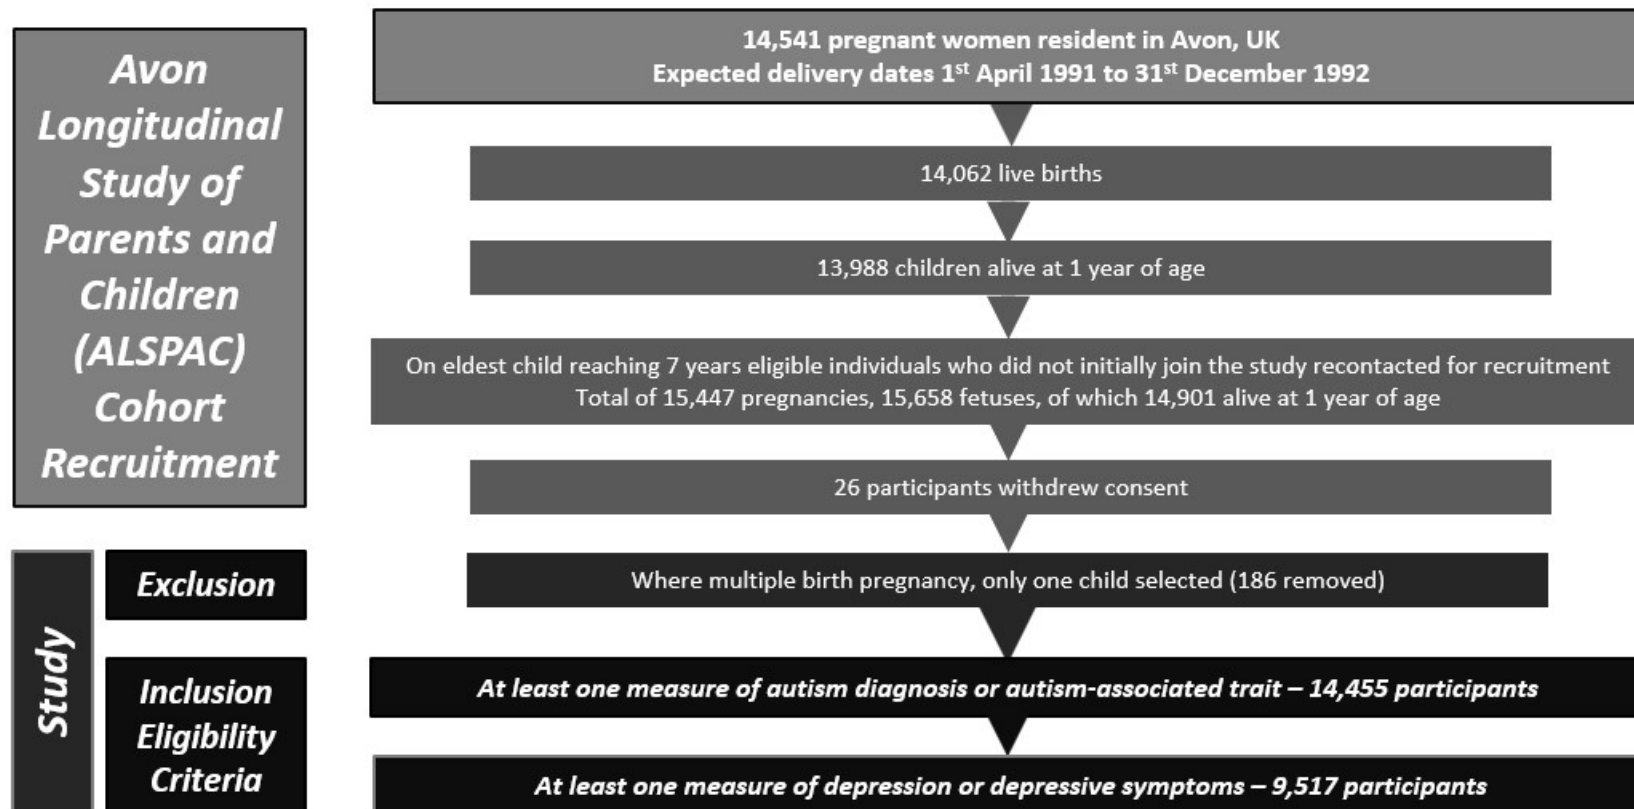 Avon
Longitudinal
Study of
Parents and
Children
(ALSPAC)
Cohort
Recruitment
14,541 pregnant women resident in Avon, UK
Expected delivery dates 1st April 1991 to 31st December 1992
14,062 live births
13,988 children alive at 1 year of age
On eldest child reaching 7 years eligible individuals who did not initially join the study recontacted for recruitment
Total of 15,447 pregnancies, 15,658 fetuses, of which 14,901 alive at 1 year of age
26 participants withdrew consent
Study
Exclusion
Where multiple birth pregnancy, only one child selected (186 removed)
Inclusion
Eligibility
Criteria
At least one measure of autism diagnosis or autism-associated trait – 14,455 participants
At least one measure of depression or depressive symptoms – 9,517 participants